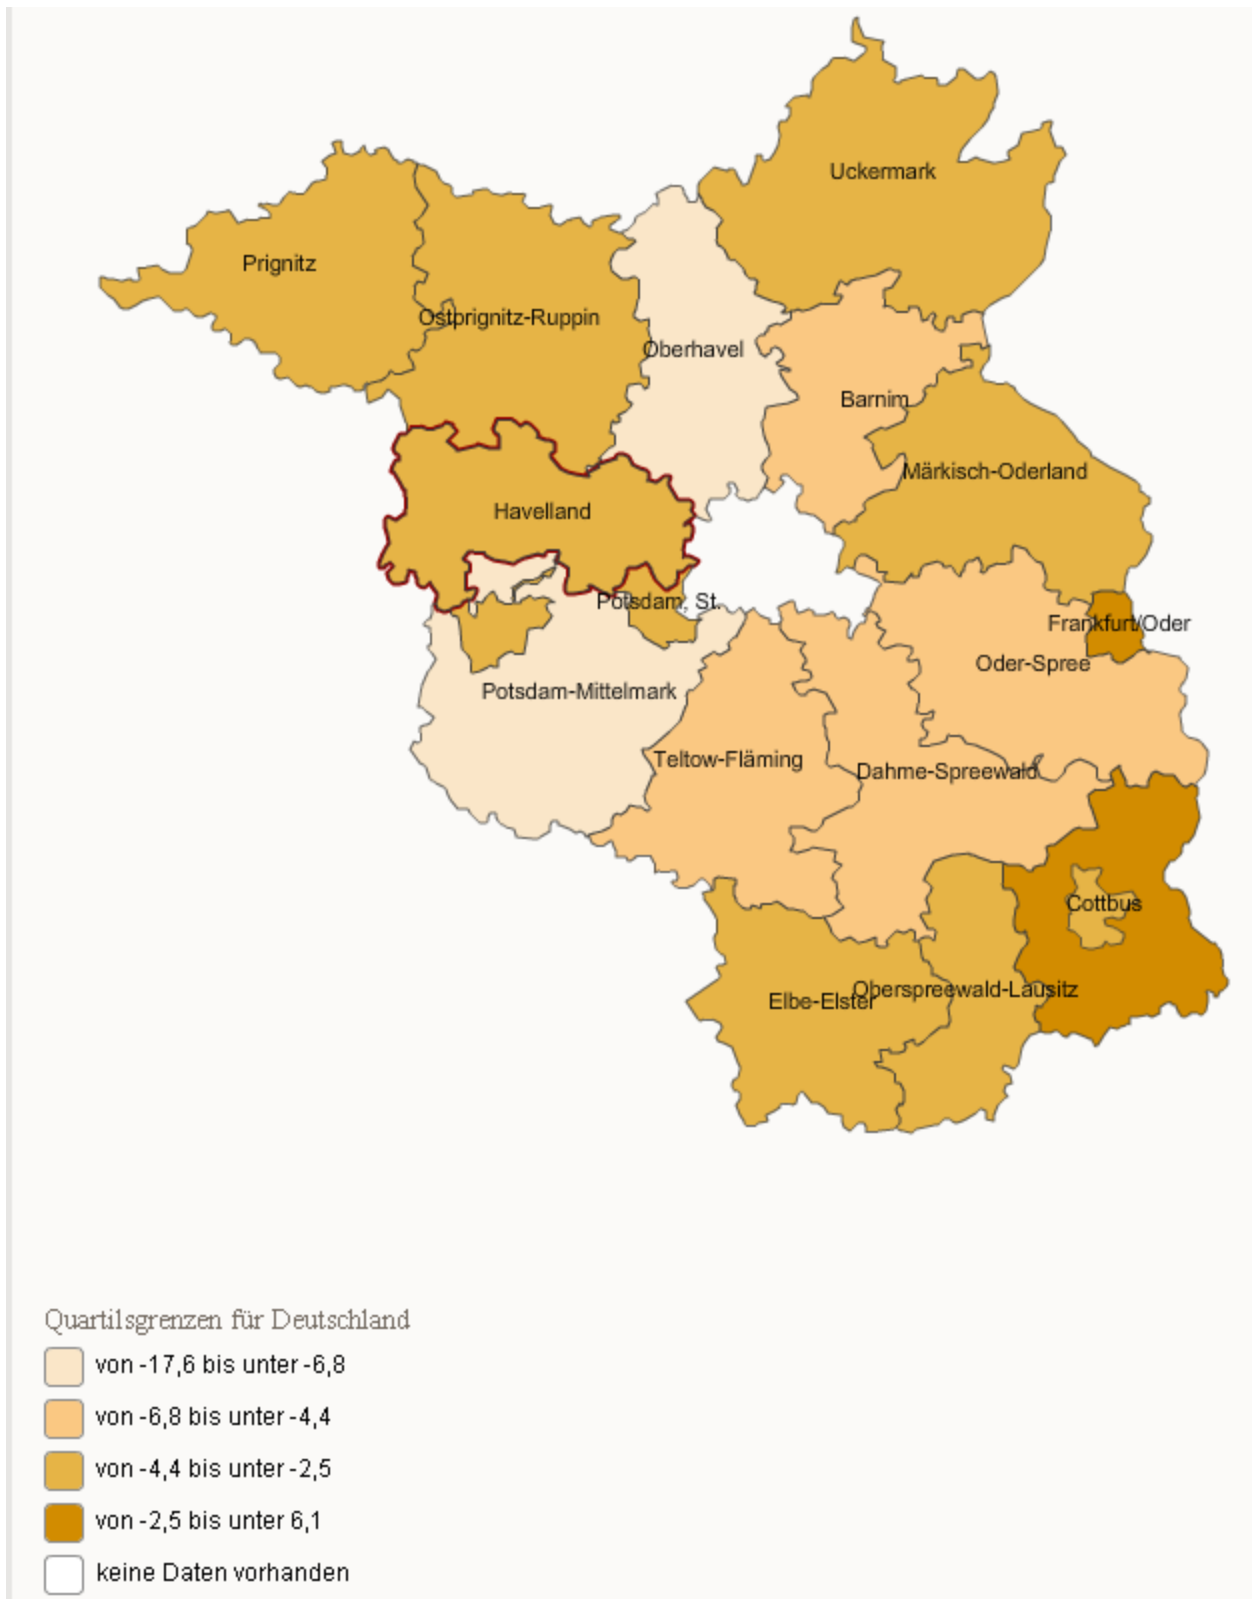 Uckermark
Prignitz
Ostprignitz-Ruppin
Oberhavel
Barnim
Märkisch-Oderland
Havelland
Potsdam, St.
Frankfurt/Oder
Oder-Spree
Potsdam-Mittelmark
Teltow-Fläming
Dahme-Spreewald
Cottbus
Oberspreewald-Lausitz
Elbe-Elster
Quartilsgrenzen für Deutschland
von -17,6 bis unter -6,8
von -6,8 bis unter -4,4
von -4,4 bis unter -2,5
von -2,5 bis unter 6,1
keine Daten vorhanden